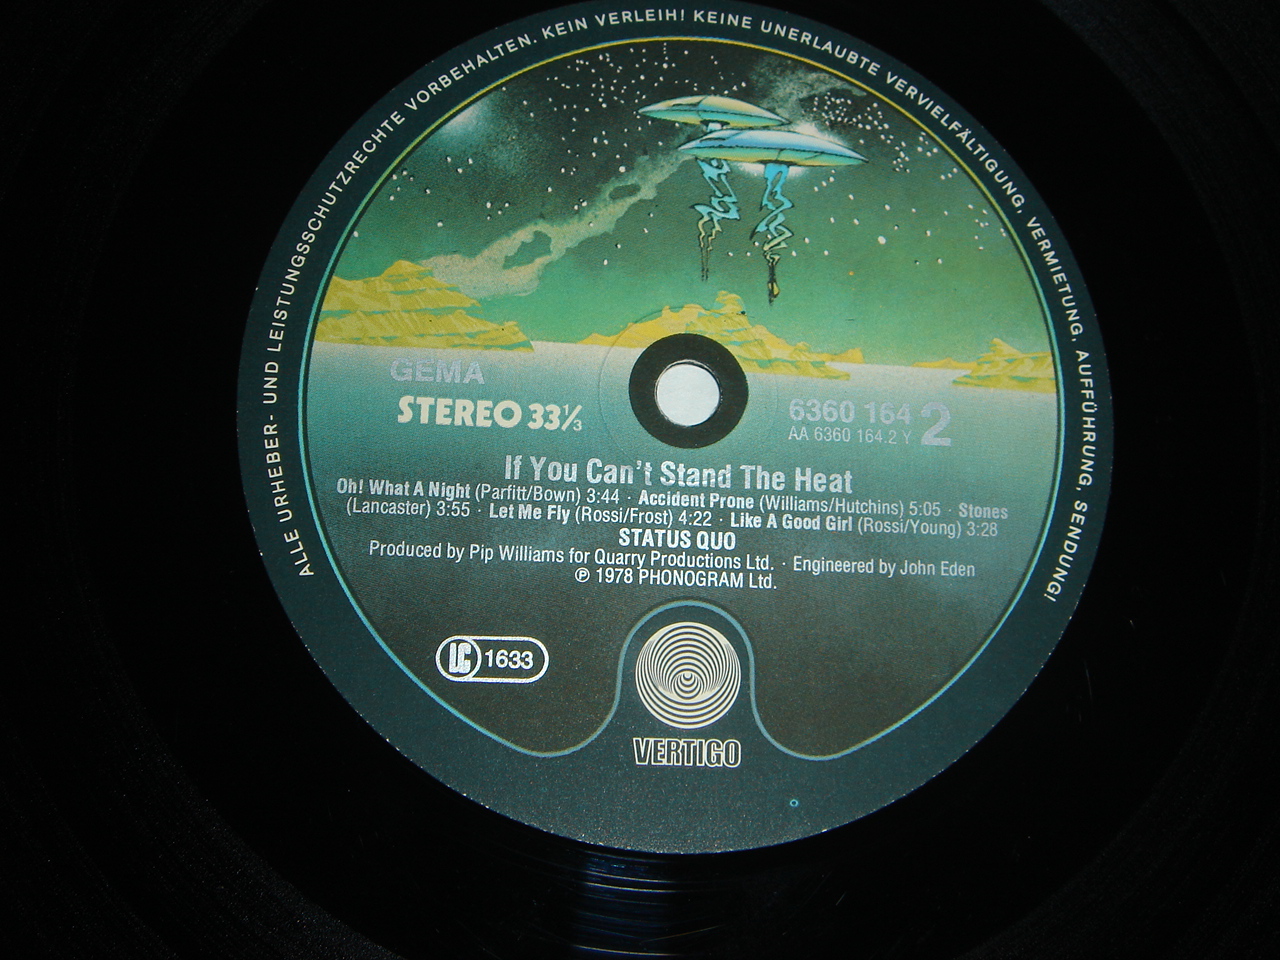 ALLE URHEBER- UND LEISTUNGSSCHUTZRECHTE VORBEHALTEN. KEIN VERLEIH! KEINE UNERLAUBTE VERVIELFÄLTIGUNG, VERMIETUNG, AUFFÜHRUNG, SENDUNG!
GEMA
STEREO 33⅓
6360 164 2
AA 6360 164.2 Y
If You Can't Stand The Heat
Oh! What A Night (Parfitt/Bown) 3:44 · Accident Prone (Williams/Hutchins) 5:05 · Stones
(Lancaster) 3:55 · Let Me Fly (Rossi/Frost) 4:22 · Like A Good Girl (Rossi/Young) 3:28
STATUS QUO
Produced by Pip Williams for Quarry Productions Ltd. · Engineered by John Eden
℗ 1978 PHONOGRAM Ltd.
LC 1633
VERTIGO